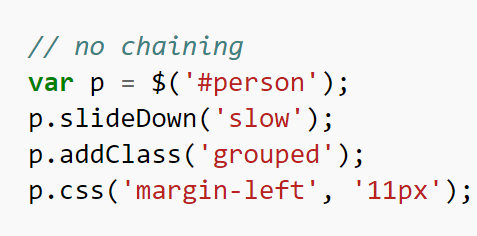 // no chaining
var p = $('#person');
p.slideDown('slow');
p.addClass('grouped');
p.css('margin-left', '11px');